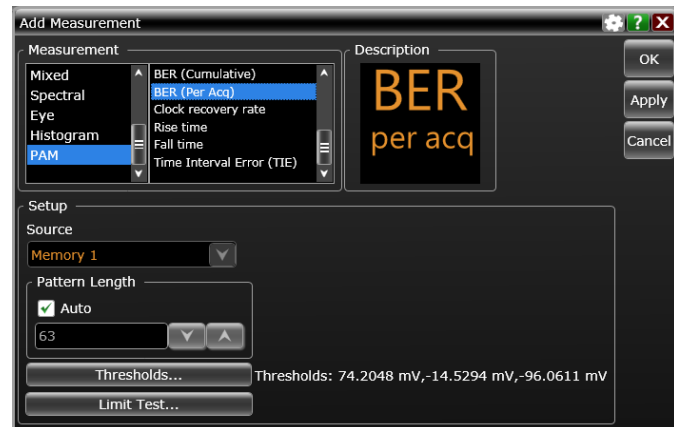 Add Measurement
?
X
Measurement
Mixed
Spectral
Eye
Histogram
PAM
BER (Cumulative)
BER (Per Acq)
Clock recovery rate
Rise time
Fall time
Time Interval Error (TIE)
Description
BER
per acq
OK
Apply
Cancel
Setup
Source
Memory 1
Pattern Length
Auto
63
Thresholds...
Thresholds: 74.2048 mV,-14.5294 mV,-96.0611 mV
Limit Test...